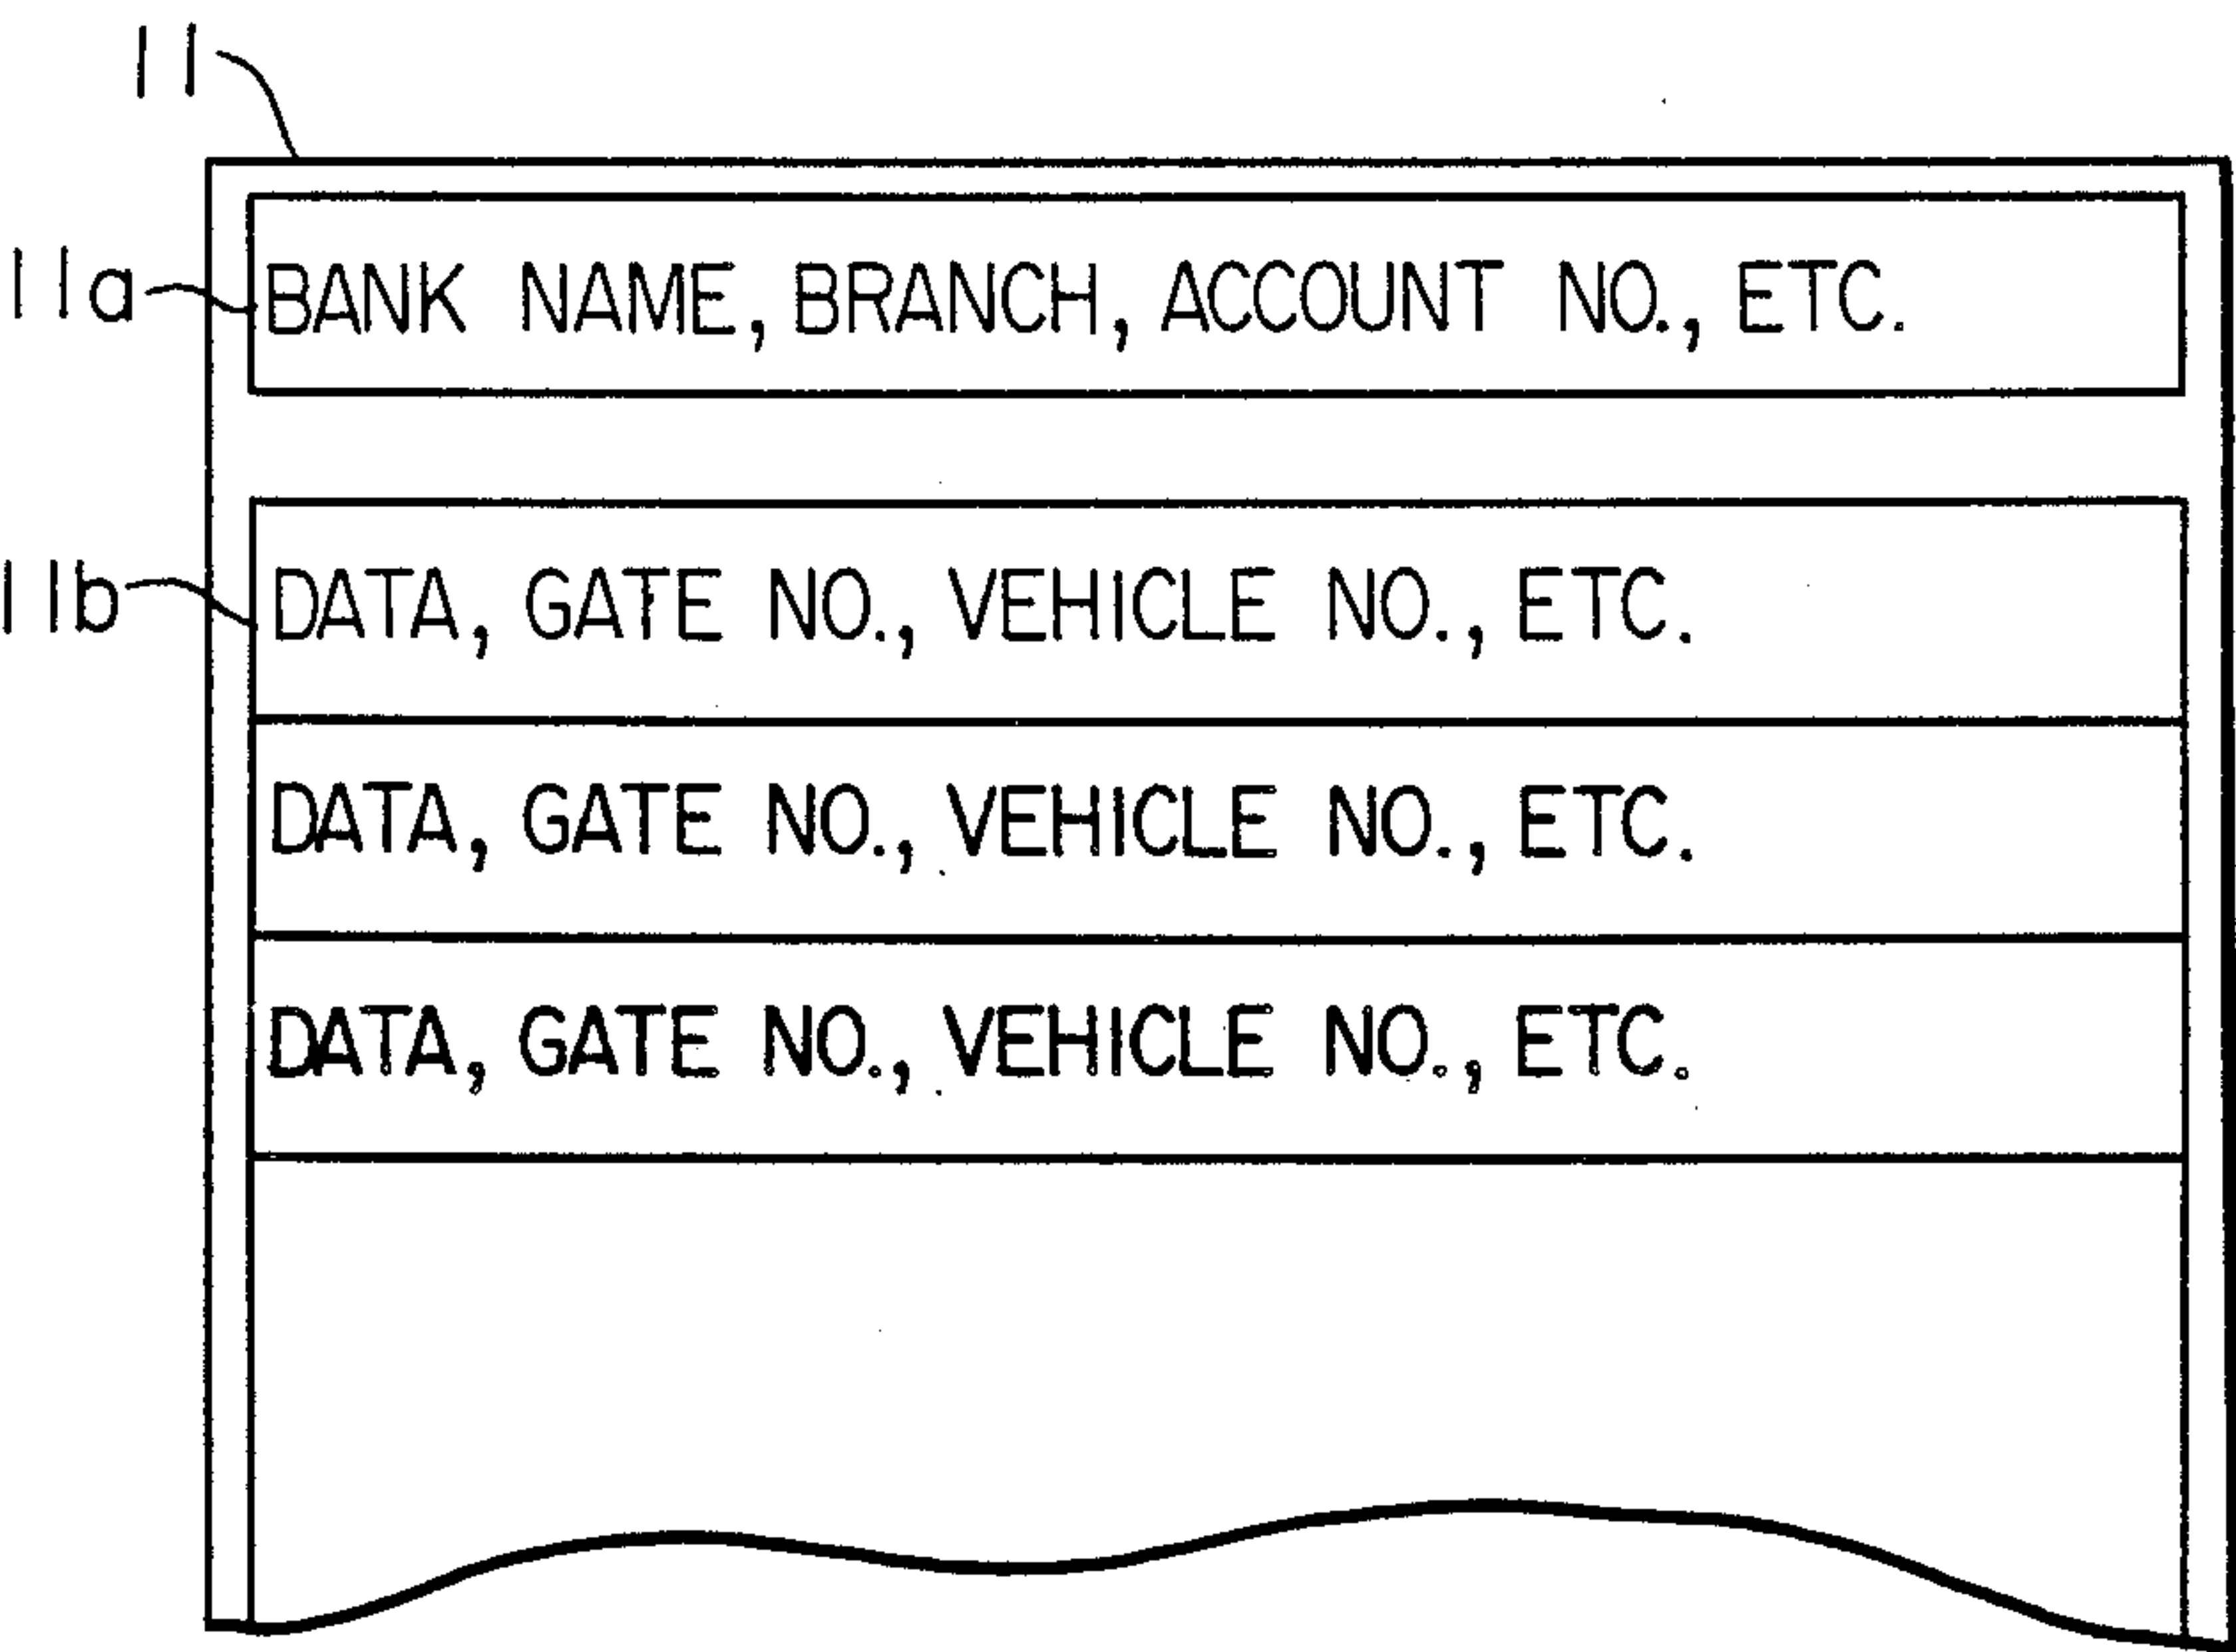 11
11a BANK NAME, BRANCH, ACCOUNT NO., ETC.
11b DATA, GATE NO., VEHICLE NO., ETC.
DATA, GATE NO., VEHICLE NO., ETC.
DATA, GATE NO., VEHICLE NO., ETC.